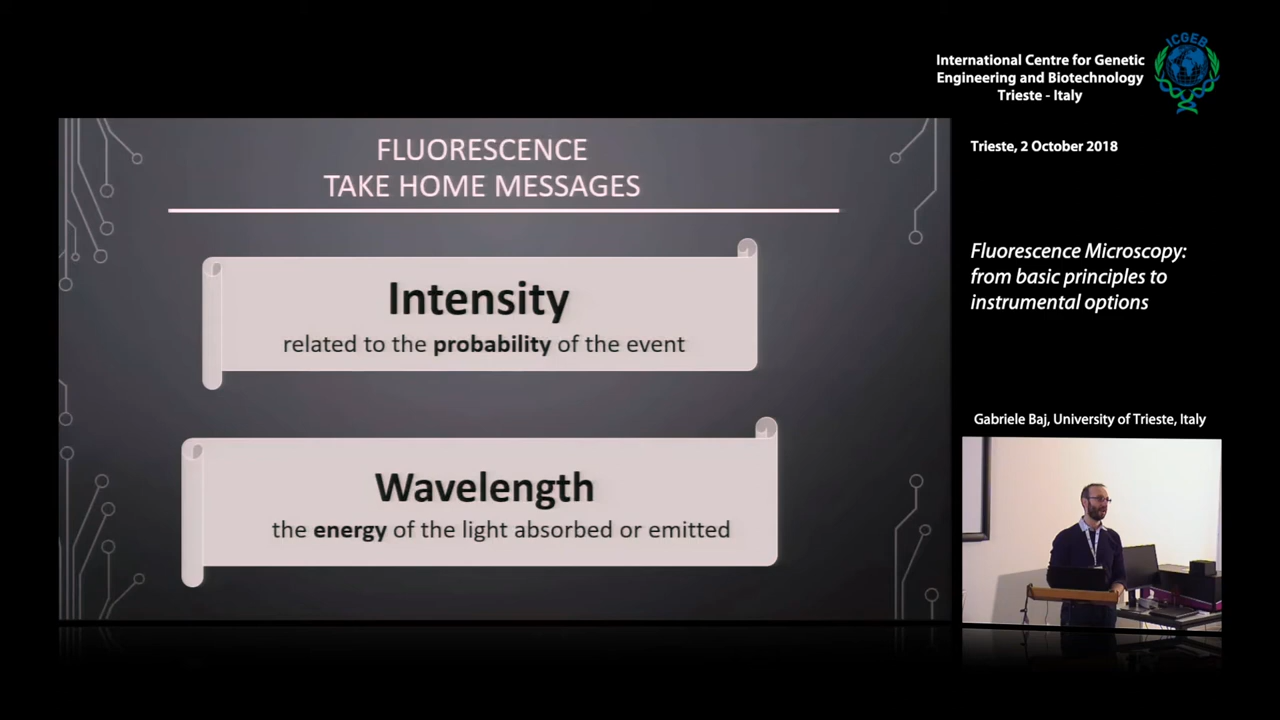 ICGEB
International Centre for Genetic
Engineering and Biotechnology
Trieste - Italy
Trieste, 2 October 2018
FLUORESCENCE
TAKE HOME MESSAGES
Intensity
related to the probability of the event
Wavelength
the energy of the light absorbed or emitted
Fluorescence Microscopy:
from basic principles to
instrumental options
Gabriele Baj, University of Trieste, Italy